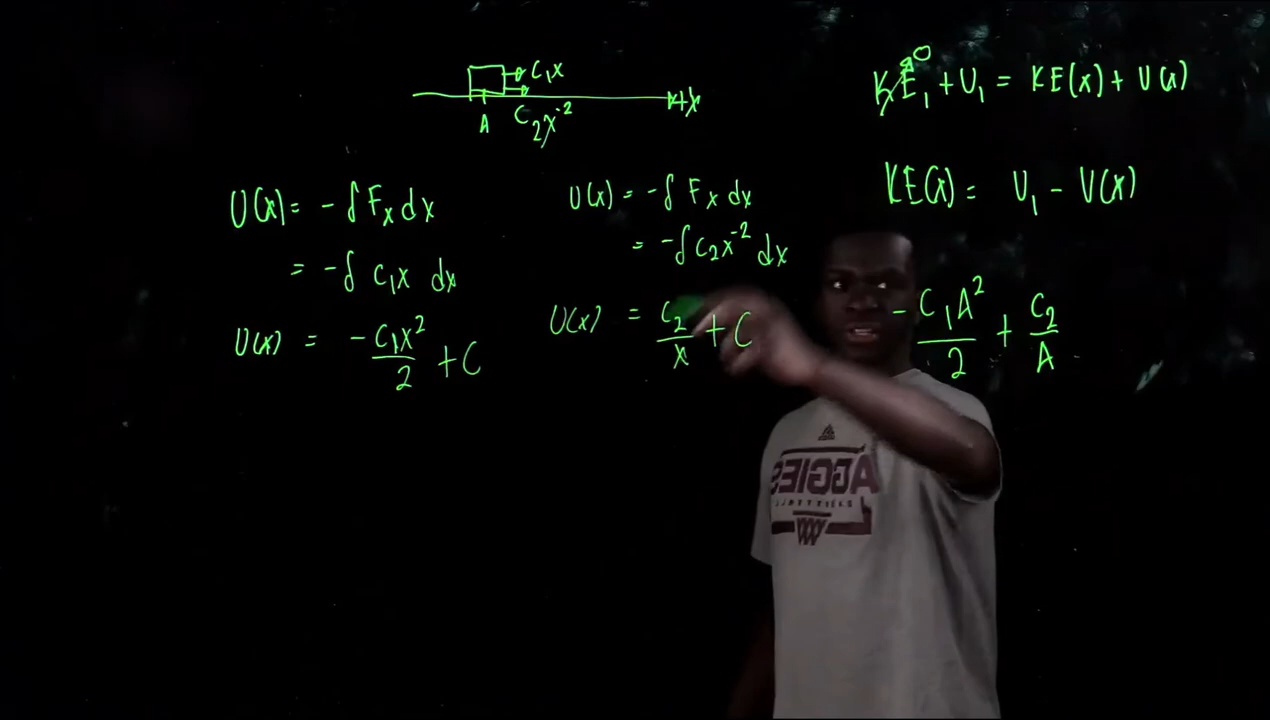 C₁x
A
C₂x⁻²
+x
U(x) = -∫ Fₓ dx
= -∫ C₁x dx
U(x) = -C₁x²/2 + C
U(x) = -∫ Fₓ dx
= -∫ C₂x⁻² dx
U(x) = C₂/x + C
KE₁ ↗0 + U₁ = KE(x) + U(x)
KE(x) = U₁ - U(x)
-C₁A²/2 + C₂/A
AGGIES